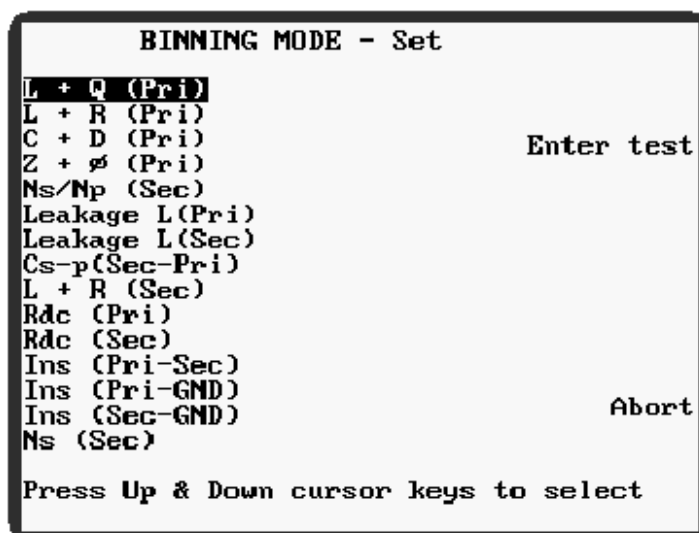 BINNING MODE - Set
L + Q (Pri)
L + R (Pri)
C + D (Pri)
Enter test
Z + ø (Pri)
Ns/Np (Sec)
Leakage L(Pri)
Leakage L(Sec)
Cs-p(Sec-Pri)
L + R (Sec)
Rdc (Pri)
Rdc (Sec)
Ins (Pri-Sec)
Ins (Pri-GND)
Ins (Sec-GND)
Abort
Ns (Sec)
Press Up & Down cursor keys to select